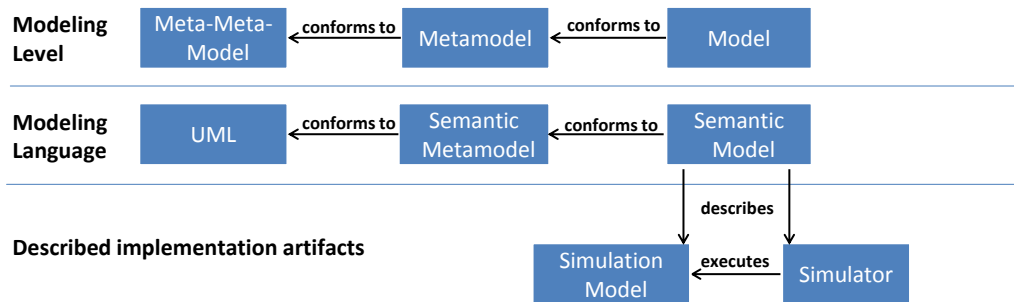 Modeling
Level
Meta-Meta-
Model
conforms to
Metamodel
conforms to
Model
Modeling
Language
UML
conforms to
Semantic
Metamodel
conforms to
Semantic
Model
describes
Described implementation artifacts
Simulation
Model
executes
Simulator